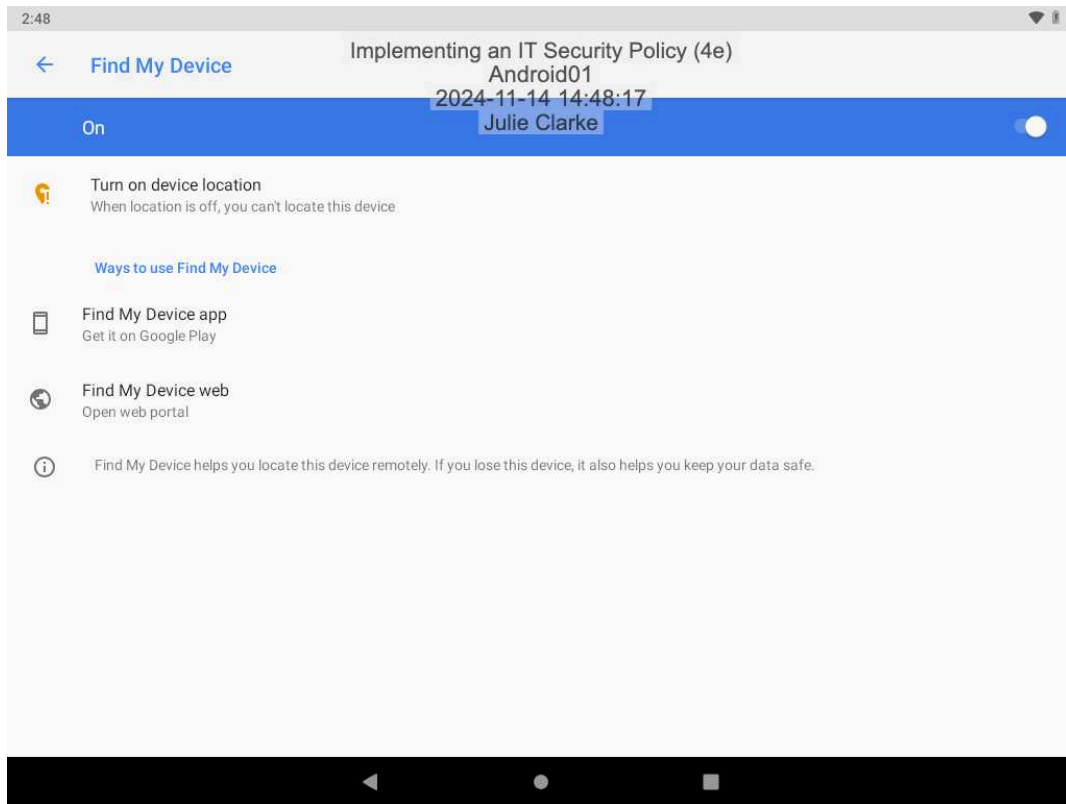 2:48
Implementing an IT Security Policy (4e)
Find My Device
Android01
2024-11-14 14:48:17
Julie Clarke
On
Turn on device location
When location is off, you can't locate this device
Ways to use Find My Device
Find My Device app
Get it on Google Play
Find My Device web
Open web portal
Find My Device helps you locate this device remotely. If you lose this device, it also helps you keep your data safe.